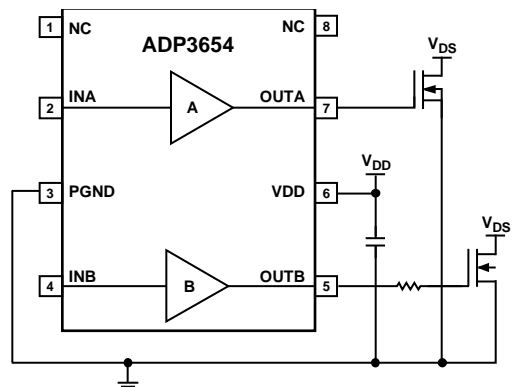 1 NC
ADP3654
NC 8
VDS
2 INA
A
OUTA 7
VDD
3 PGND
VDD 6
VDS
4 INB
B
OUTB 5